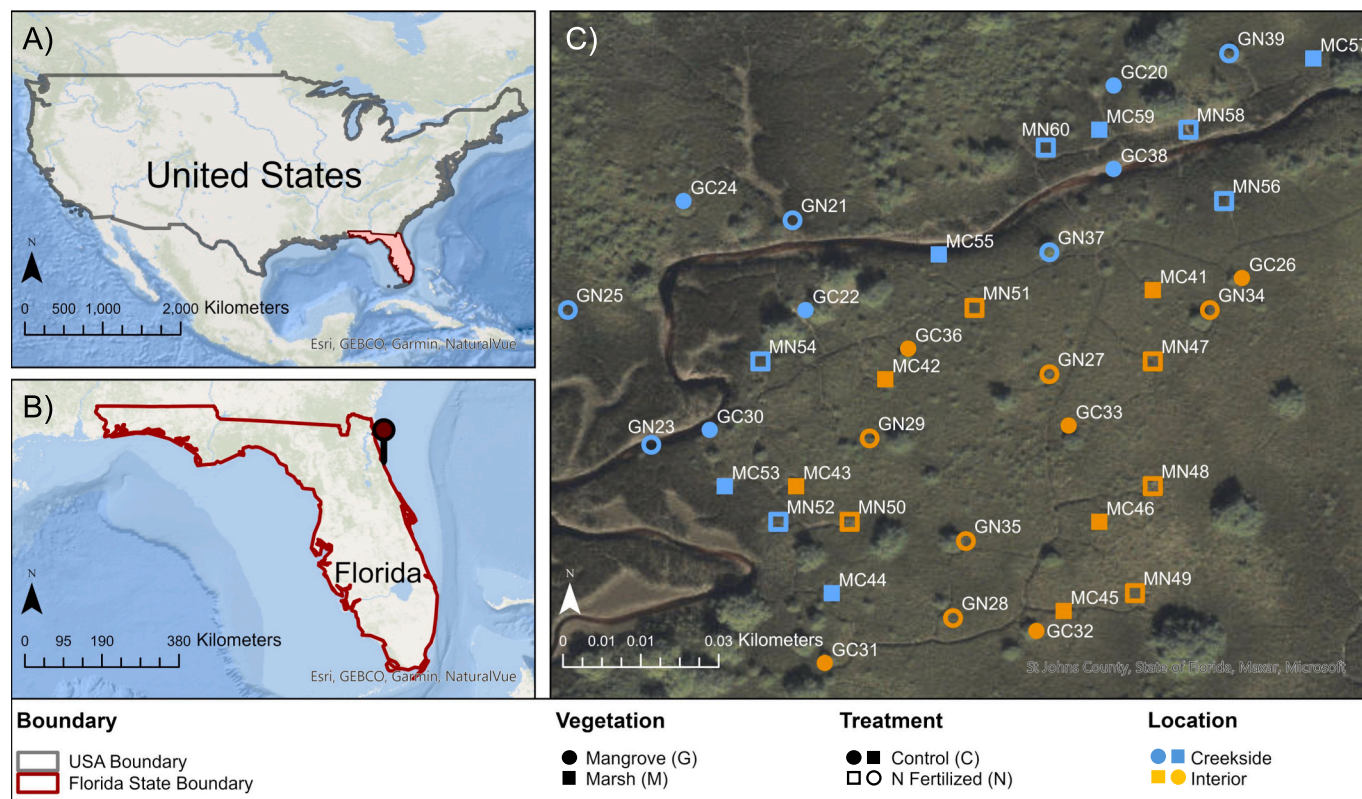 A)
United States
N
0 500 1,000 2,000 Kilometers
Esri, GEBCO, Garmin, NaturalVue
B)
Florida
N
0 95 190 380 Kilometers
Esri, GEBCO, Garmin, NaturalVue
C)
GN39
MC57
GC20
MC59
MN58
MN60
GC38
GC24
MN56
GN21
GN37
MC55
GC26
MC41
GN25
GC22
MN51
GN34
GC36
MN54
GN27
MN47
MC42
GC33
GC30
GN23
GN29
MC53
MC43
MN48
MN52
MN50
MC46
GN35
MC44
MN49
N
GN28
MC45
GC32
0 0.01 0.01 0.03 Kilometers
GC31
St Johns County, State of Florida, Maxar, Microsoft
Boundary
USA Boundary
Florida State Boundary
Vegetation
Mangrove (G)
Marsh (M)
Treatment
Control (C)
N Fertilized (N)
Location
Creekside
Interior